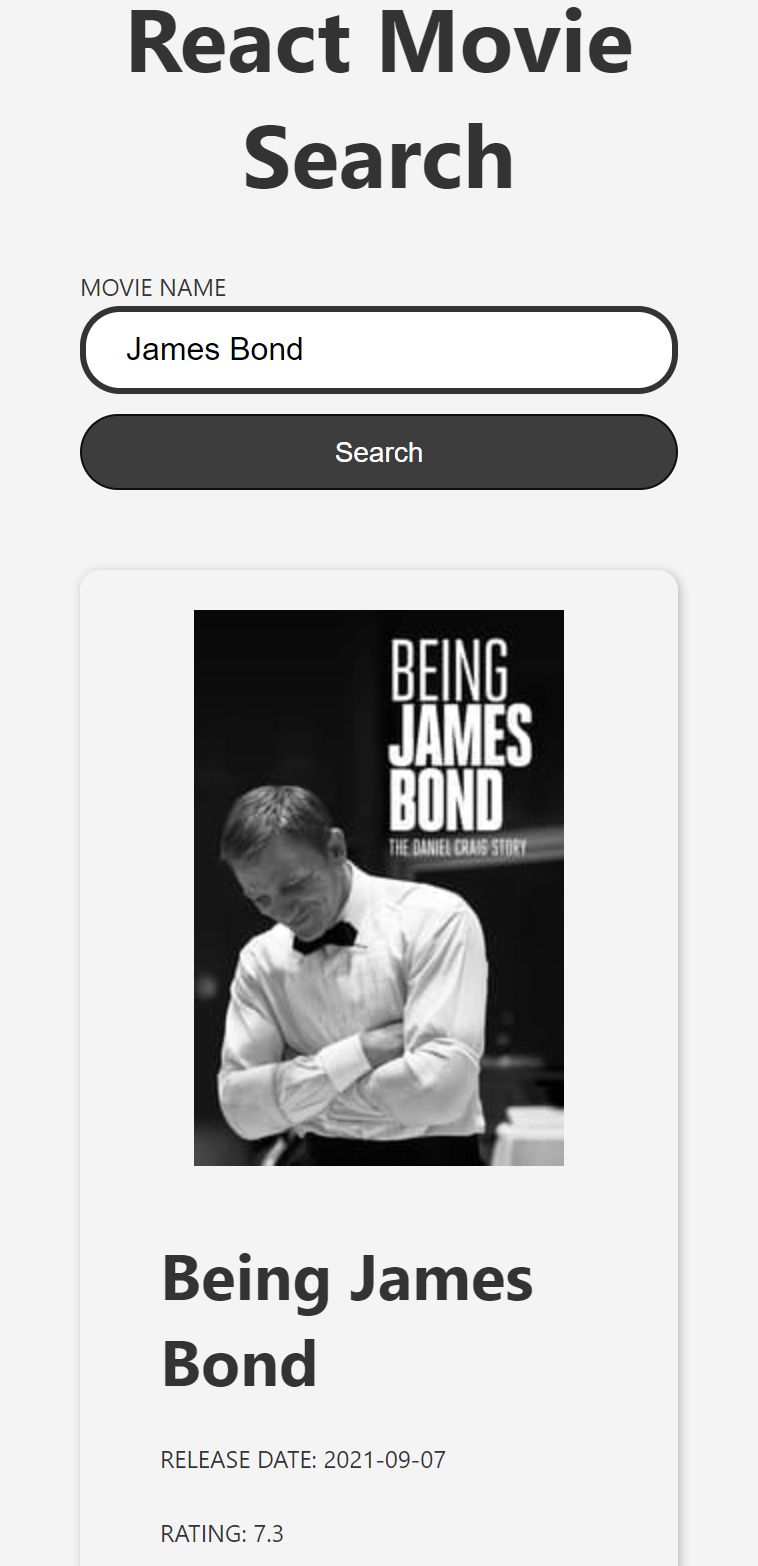 React Movie
Search
MOVIE NAME
James Bond
Search
BEING
JAMES
BOND
THE DANIEL CRAIG STORY
Being James
Bond
RELEASE DATE: 2021-09-07
RATING: 7.3